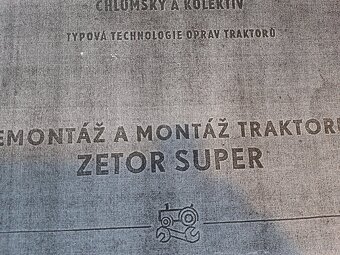 CHLUMSKÝ A KOLEKTIV
TYPOVÁ TECHNOLOGIE OPRAV TRAKTORŮ
EMONTÁŽ A MONTÁŽ TRAKTORU
ZETOR SUPER